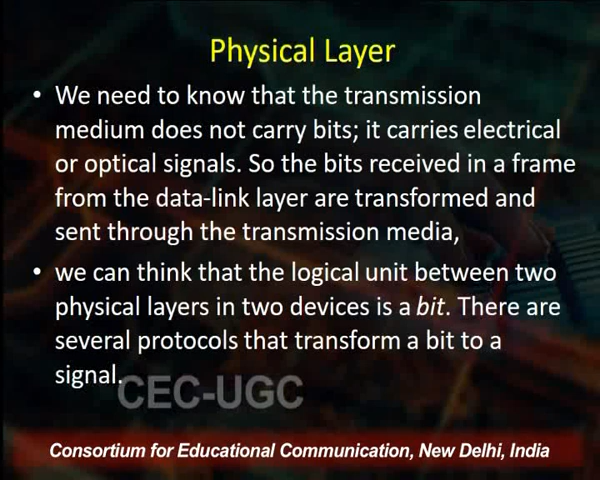 Physical Layer
• We need to know that the transmission
medium does not carry bits; it carries electrical
or optical signals. So the bits received in a frame
from the data-link layer are transformed and
sent through the transmission media,
• we can think that the logical unit between two
physical layers in two devices is a bit. There are
several protocols that transform a bit to a
signal.
CEC-UGC
Consortium for Educational Communication, New Delhi, India